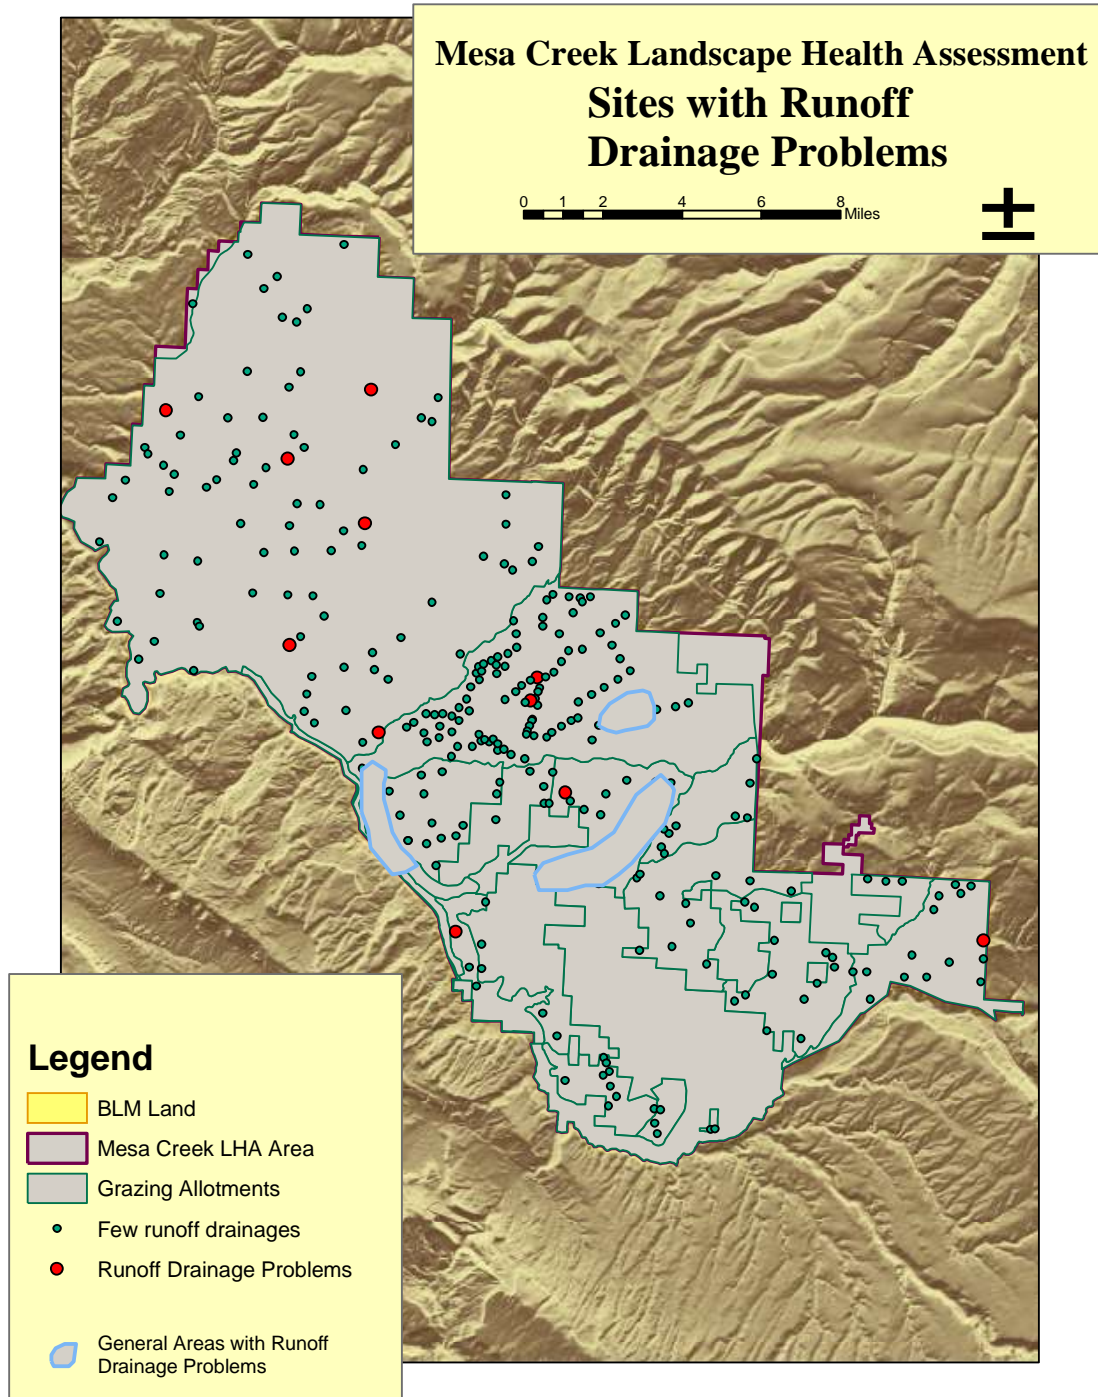 Mesa Creek Landscape Health Assessment
Sites with Runoff
Drainage Problems
0 1 2 4 6 8
Miles
Legend
BLM Land
Mesa Creek LHA Area
Grazing Allotments
Few runoff drainages
Runoff Drainage Problems
General Areas with Runoff
Drainage Problems